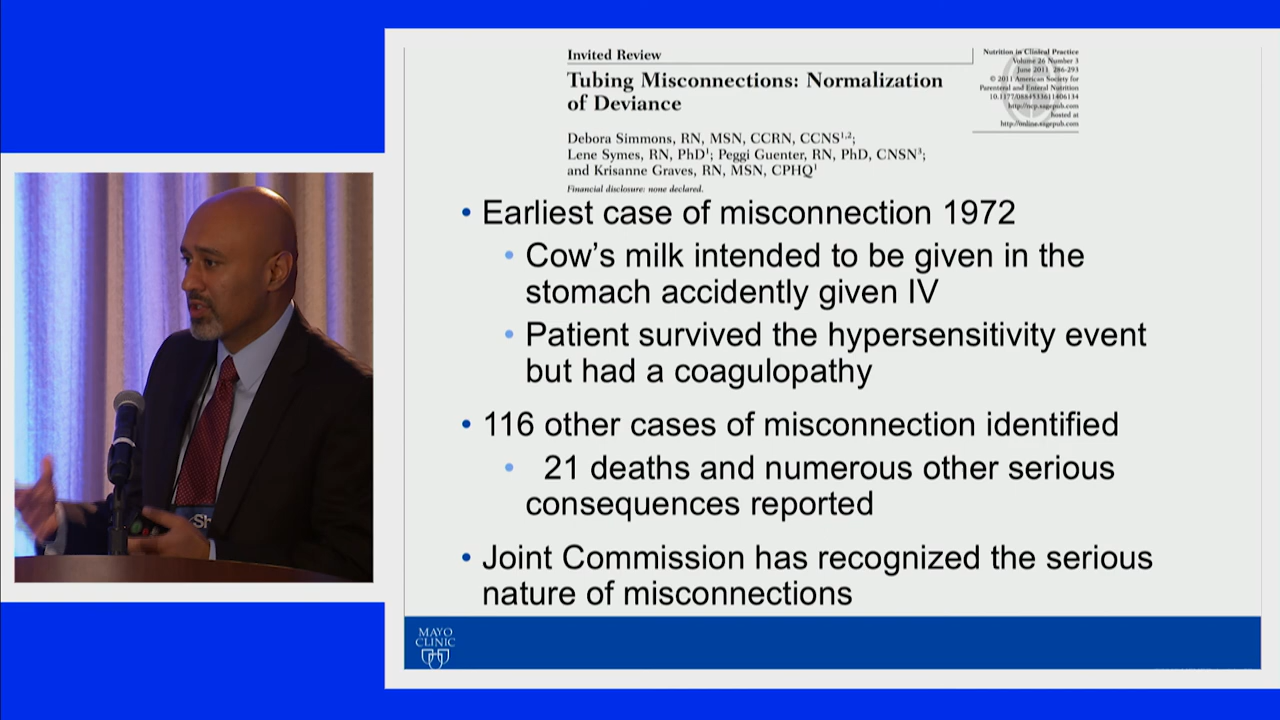 Invited Review
Tubing Misconnections: Normalization
of Deviance
Debora Simmons, RN, MSN, CCRN, CCNS1,2;
Lene Symes, RN, PhD1; Peggi Guenter, RN, PhD, CNSN3;
and Krisanne Graves, RN, MSN, CPHQ1
Financial disclosure: none declared.
Nutrition in Clinical Practice
Volume 26 Number 3
June 2011 286-293
© 2011 American Society for
Parenteral and Enteral Nutrition
10.1177/0884533611406134
http://ncp.sagepub.com
hosted at
http://online.sagepub.com
• Earliest case of misconnection 1972
• Cow's milk intended to be given in the
stomach accidently given IV
• Patient survived the hypersensitivity event
but had a coagulopathy
• 116 other cases of misconnection identified
• 21 deaths and numerous other serious
consequences reported
• Joint Commission has recognized the serious
nature of misconnections
MAYO
CLINIC
Sh